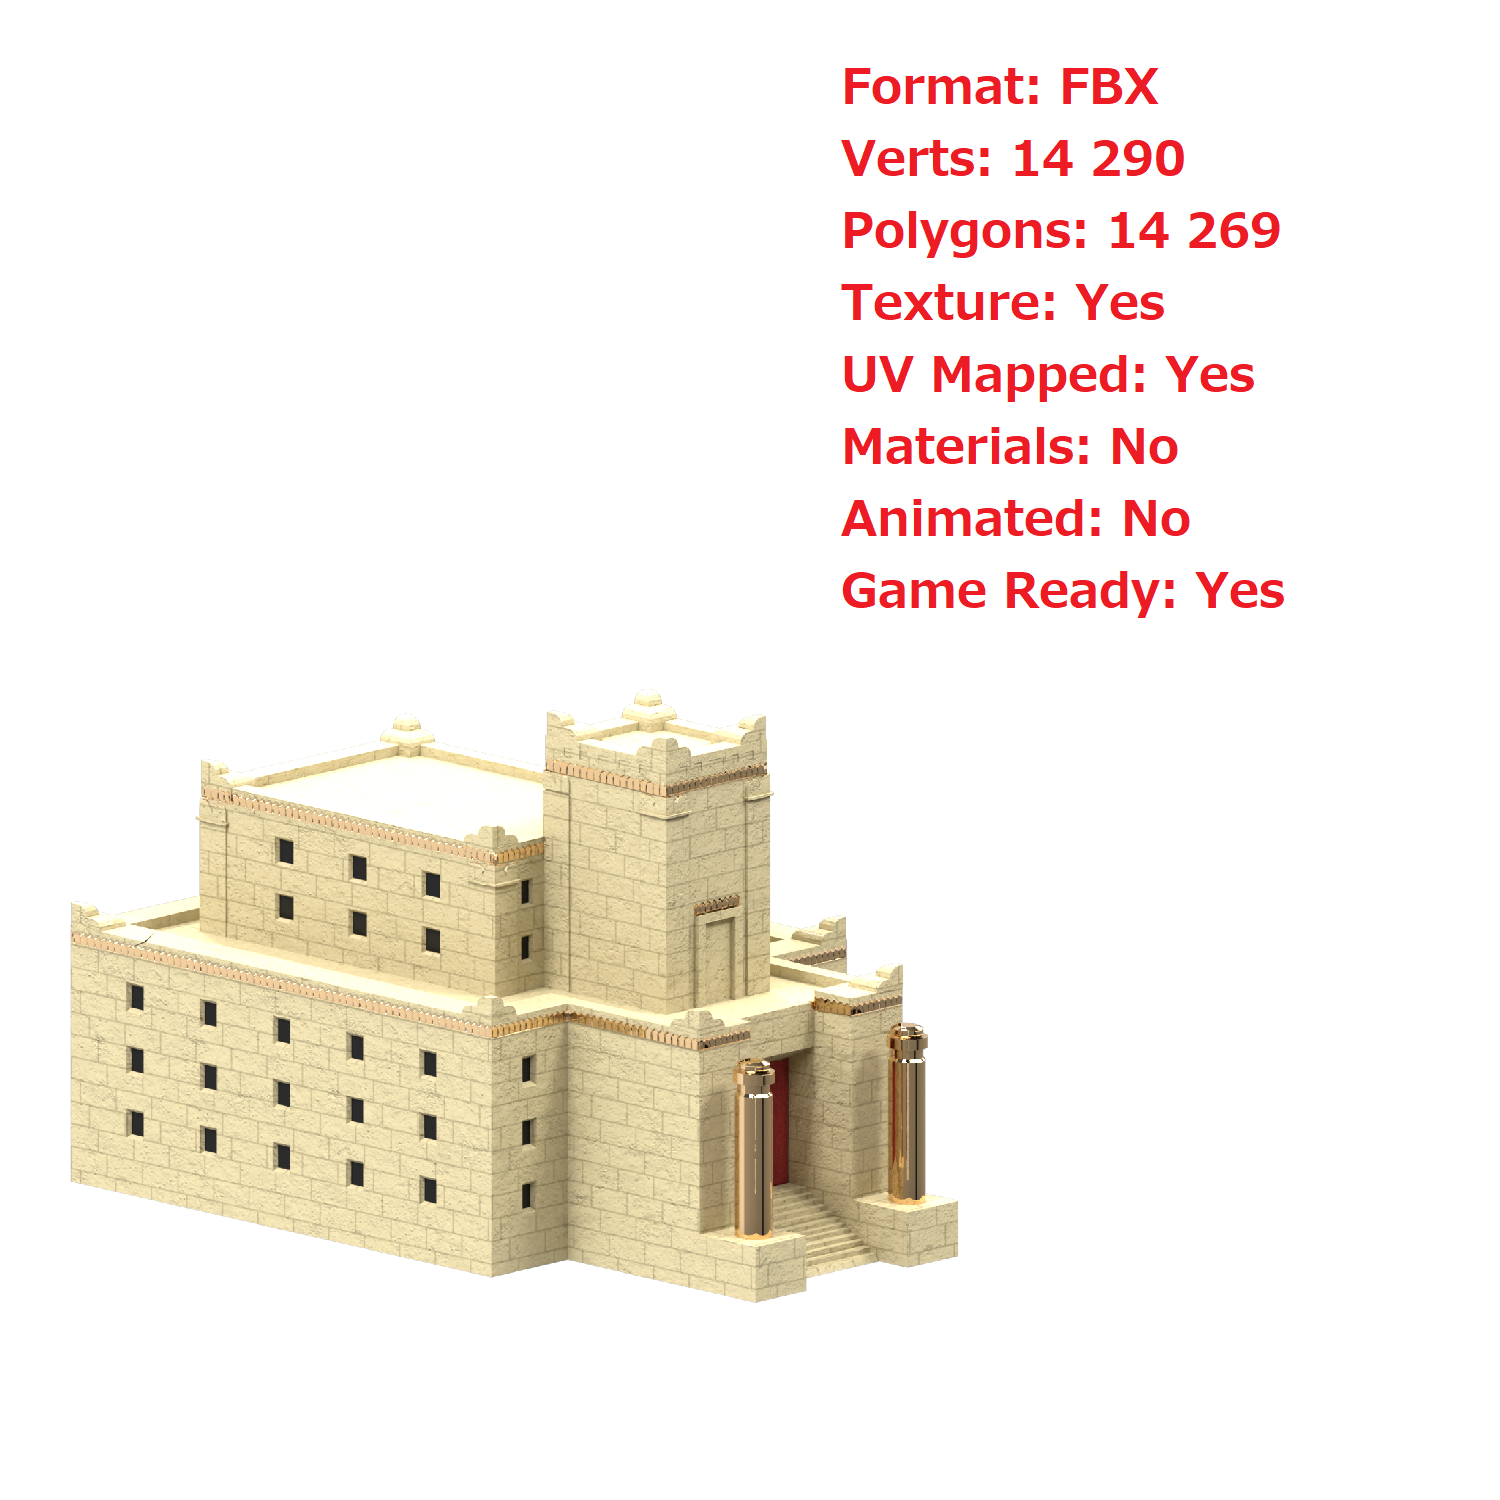 Format: FBX
Verts: 14 290
Polygons: 14 269
Texture: Yes
UV Mapped: Yes
Materials: No
Animated: No
Game Ready: Yes